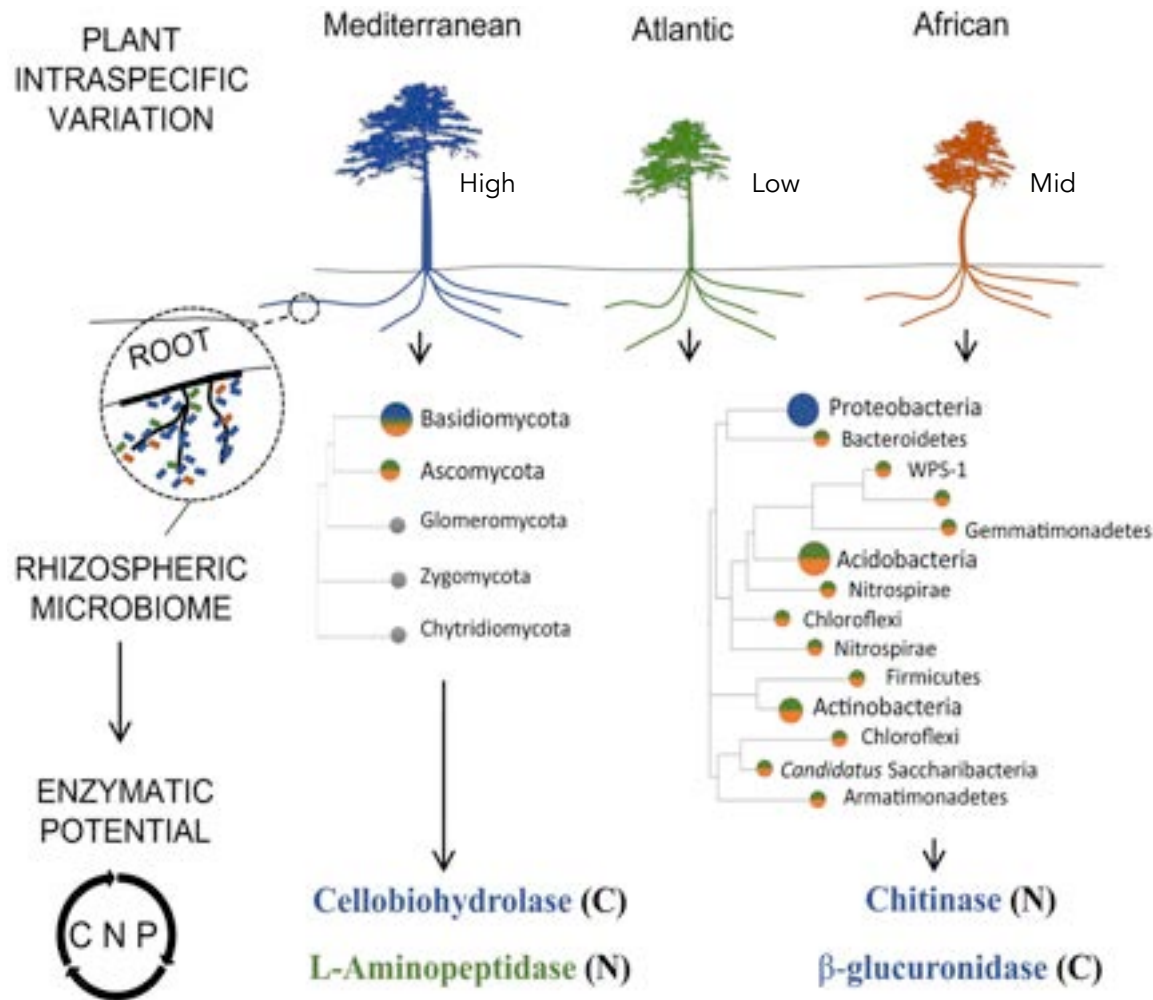 PLANT
INTRASPECIFIC
VARIATION
Mediterranean
Atlantic
African
High
Low
Mid
ROOT
RHIZOSPHERIC
MICROBIOME
ENZYMATIC
POTENTIAL
C N P
Basidiomycota
Ascomycota
Glomeromycota
Zygomycota
Chytridiomycota
Proteobacteria
Bacteroidetes
WPS-1
Gemmatimonadetes
Acidobacteria
Nitrospirae
Chloroflexi
Nitrospirae
Firmicutes
Actinobacteria
Chloroflexi
Candidatus Saccharibacteria
Armatimonadetes
Cellobiohydrolase (C)
L-Aminopeptidase (N)
Chitinase (N)
β-glucuronidase (C)